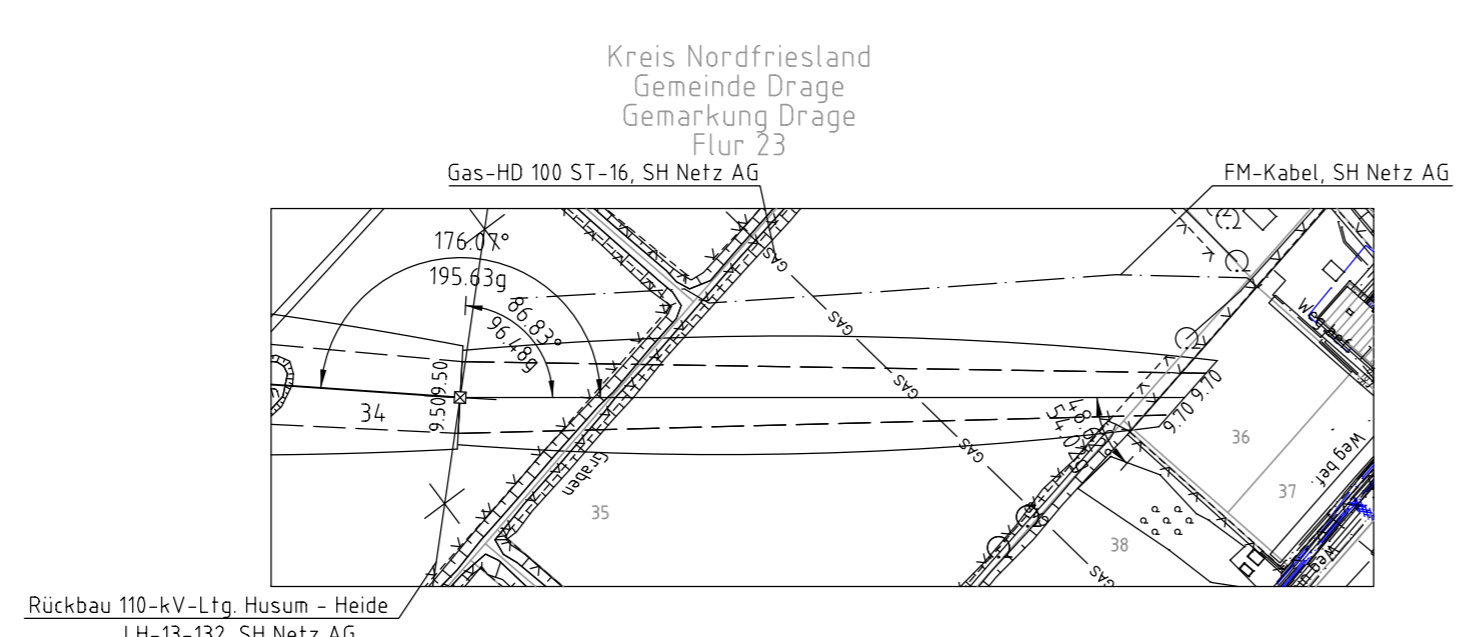 Kreis Nordfriesland
Gemeinde Drage
Gemarkung Drage
Flur 23
Gas-HD 100 ST-16, SH Netz AG
FM-Kabel, SH Netz AG
176.07°
195.63g
86.83°
96.48g
GAS
GAS
GAS
GAS
GAS
9.50
9.50
34
9.70
9.70
54.02g
Graben
35
36
37
38
Weg bef.
Weg bef.
Rückbau 110-kV-Ltg. Husum - Heide
LH-13-132, SH Netz AG